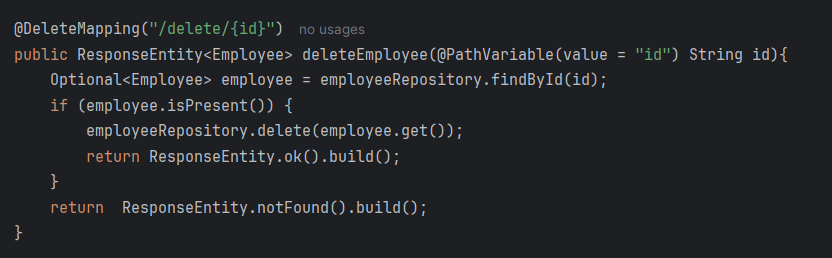 @DeleteMapping("/delete/{id}") no usages
public ResponseEntity<Employee> deleteEmployee(@PathVariable(value = "id") String id){
    Optional<Employee> employee = employeeRepository.findById(id);
    if (employee.isPresent()) {
        employeeRepository.delete(employee.get());
        return ResponseEntity.ok().build();
    }
    return  ResponseEntity.notFound().build();
}